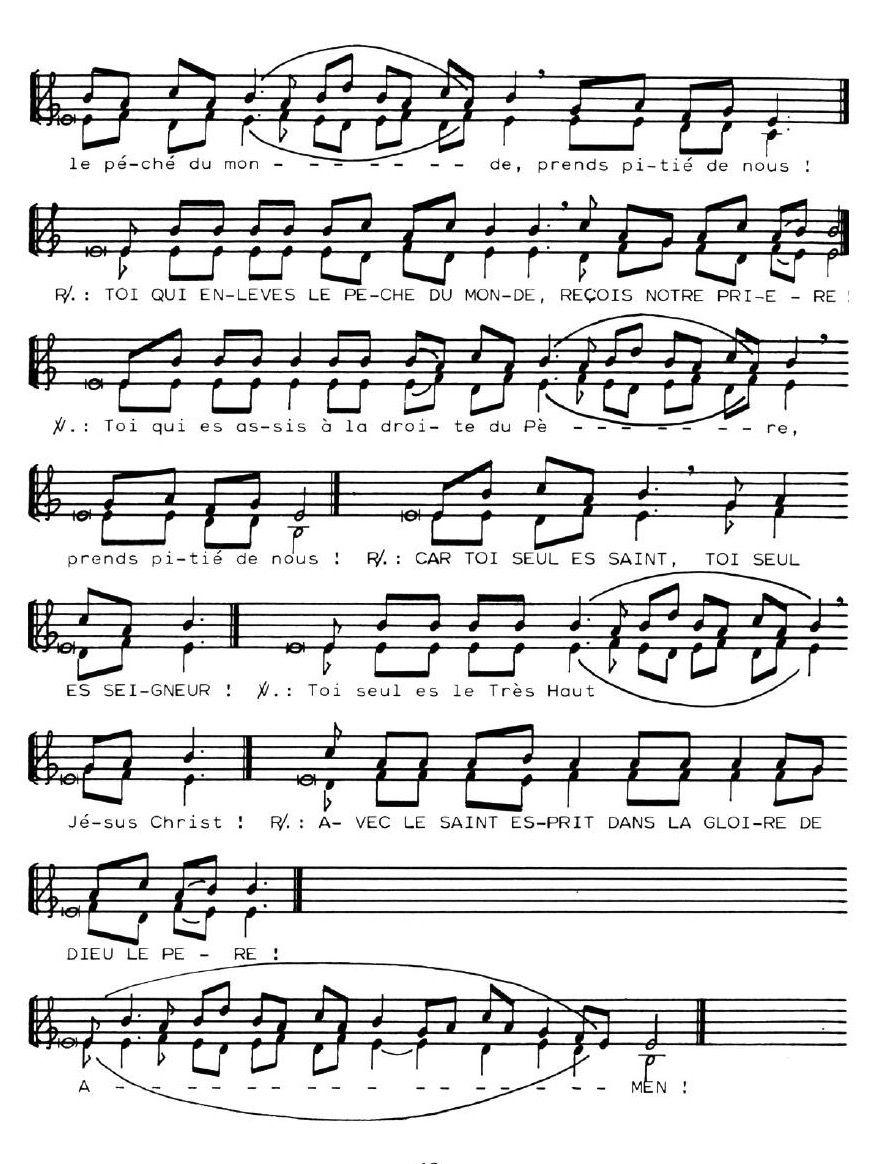 le pé-ché du mon - - - - - - - de, prends pi-tié de nous !
R/.: TOI QUI EN-LEVES LE PE-CHE DU MON-DE, REÇOIS NOTRE PRI-E - RE !
V/.: Toi qui es as-sis à la droi- te du Pè - - - - - - - re,
prends pi-tié de nous ! R/.: CAR TOI SEUL ES SAINT, TOI SEUL
ES SEI-GNEUR ! V/.: Toi seul es le Très Haut
Jé-sus Christ ! R/.: A- VEC LE SAINT ES-PRIT DANS LA GLOI-RE DE
DIEU LE PE - RE !
A - - - - - - - - - - - - - - - MEN !